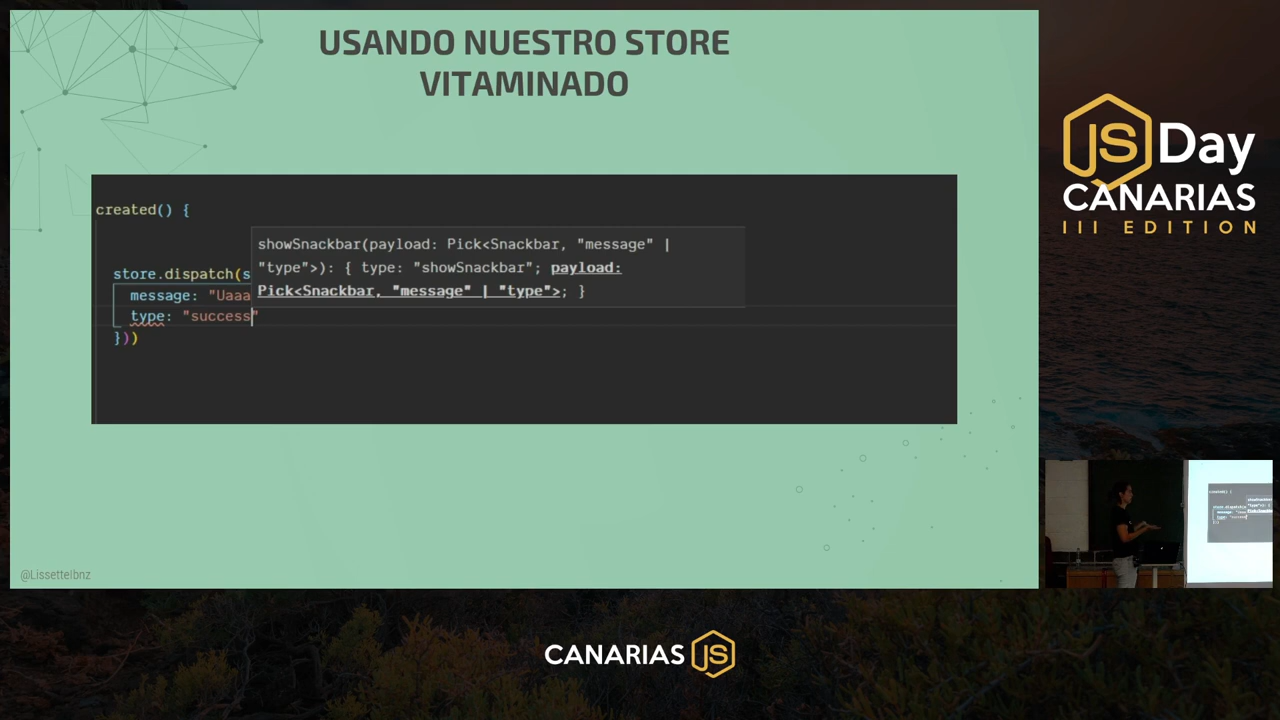 USANDO NUESTRO STORE
VITAMINADO
created() {
showSnackbar(payload: Pick<Snackbar, "message" |
"type">): { type: "showSnackbar"; payload:
Pick<Snackbar, "message" | "type">; }
store.dispatch(s
message: "Uaaa
type: "success"
}))
@Lissettelbnz
JS Day
CANARIAS
III EDITION
CANARIAS JS